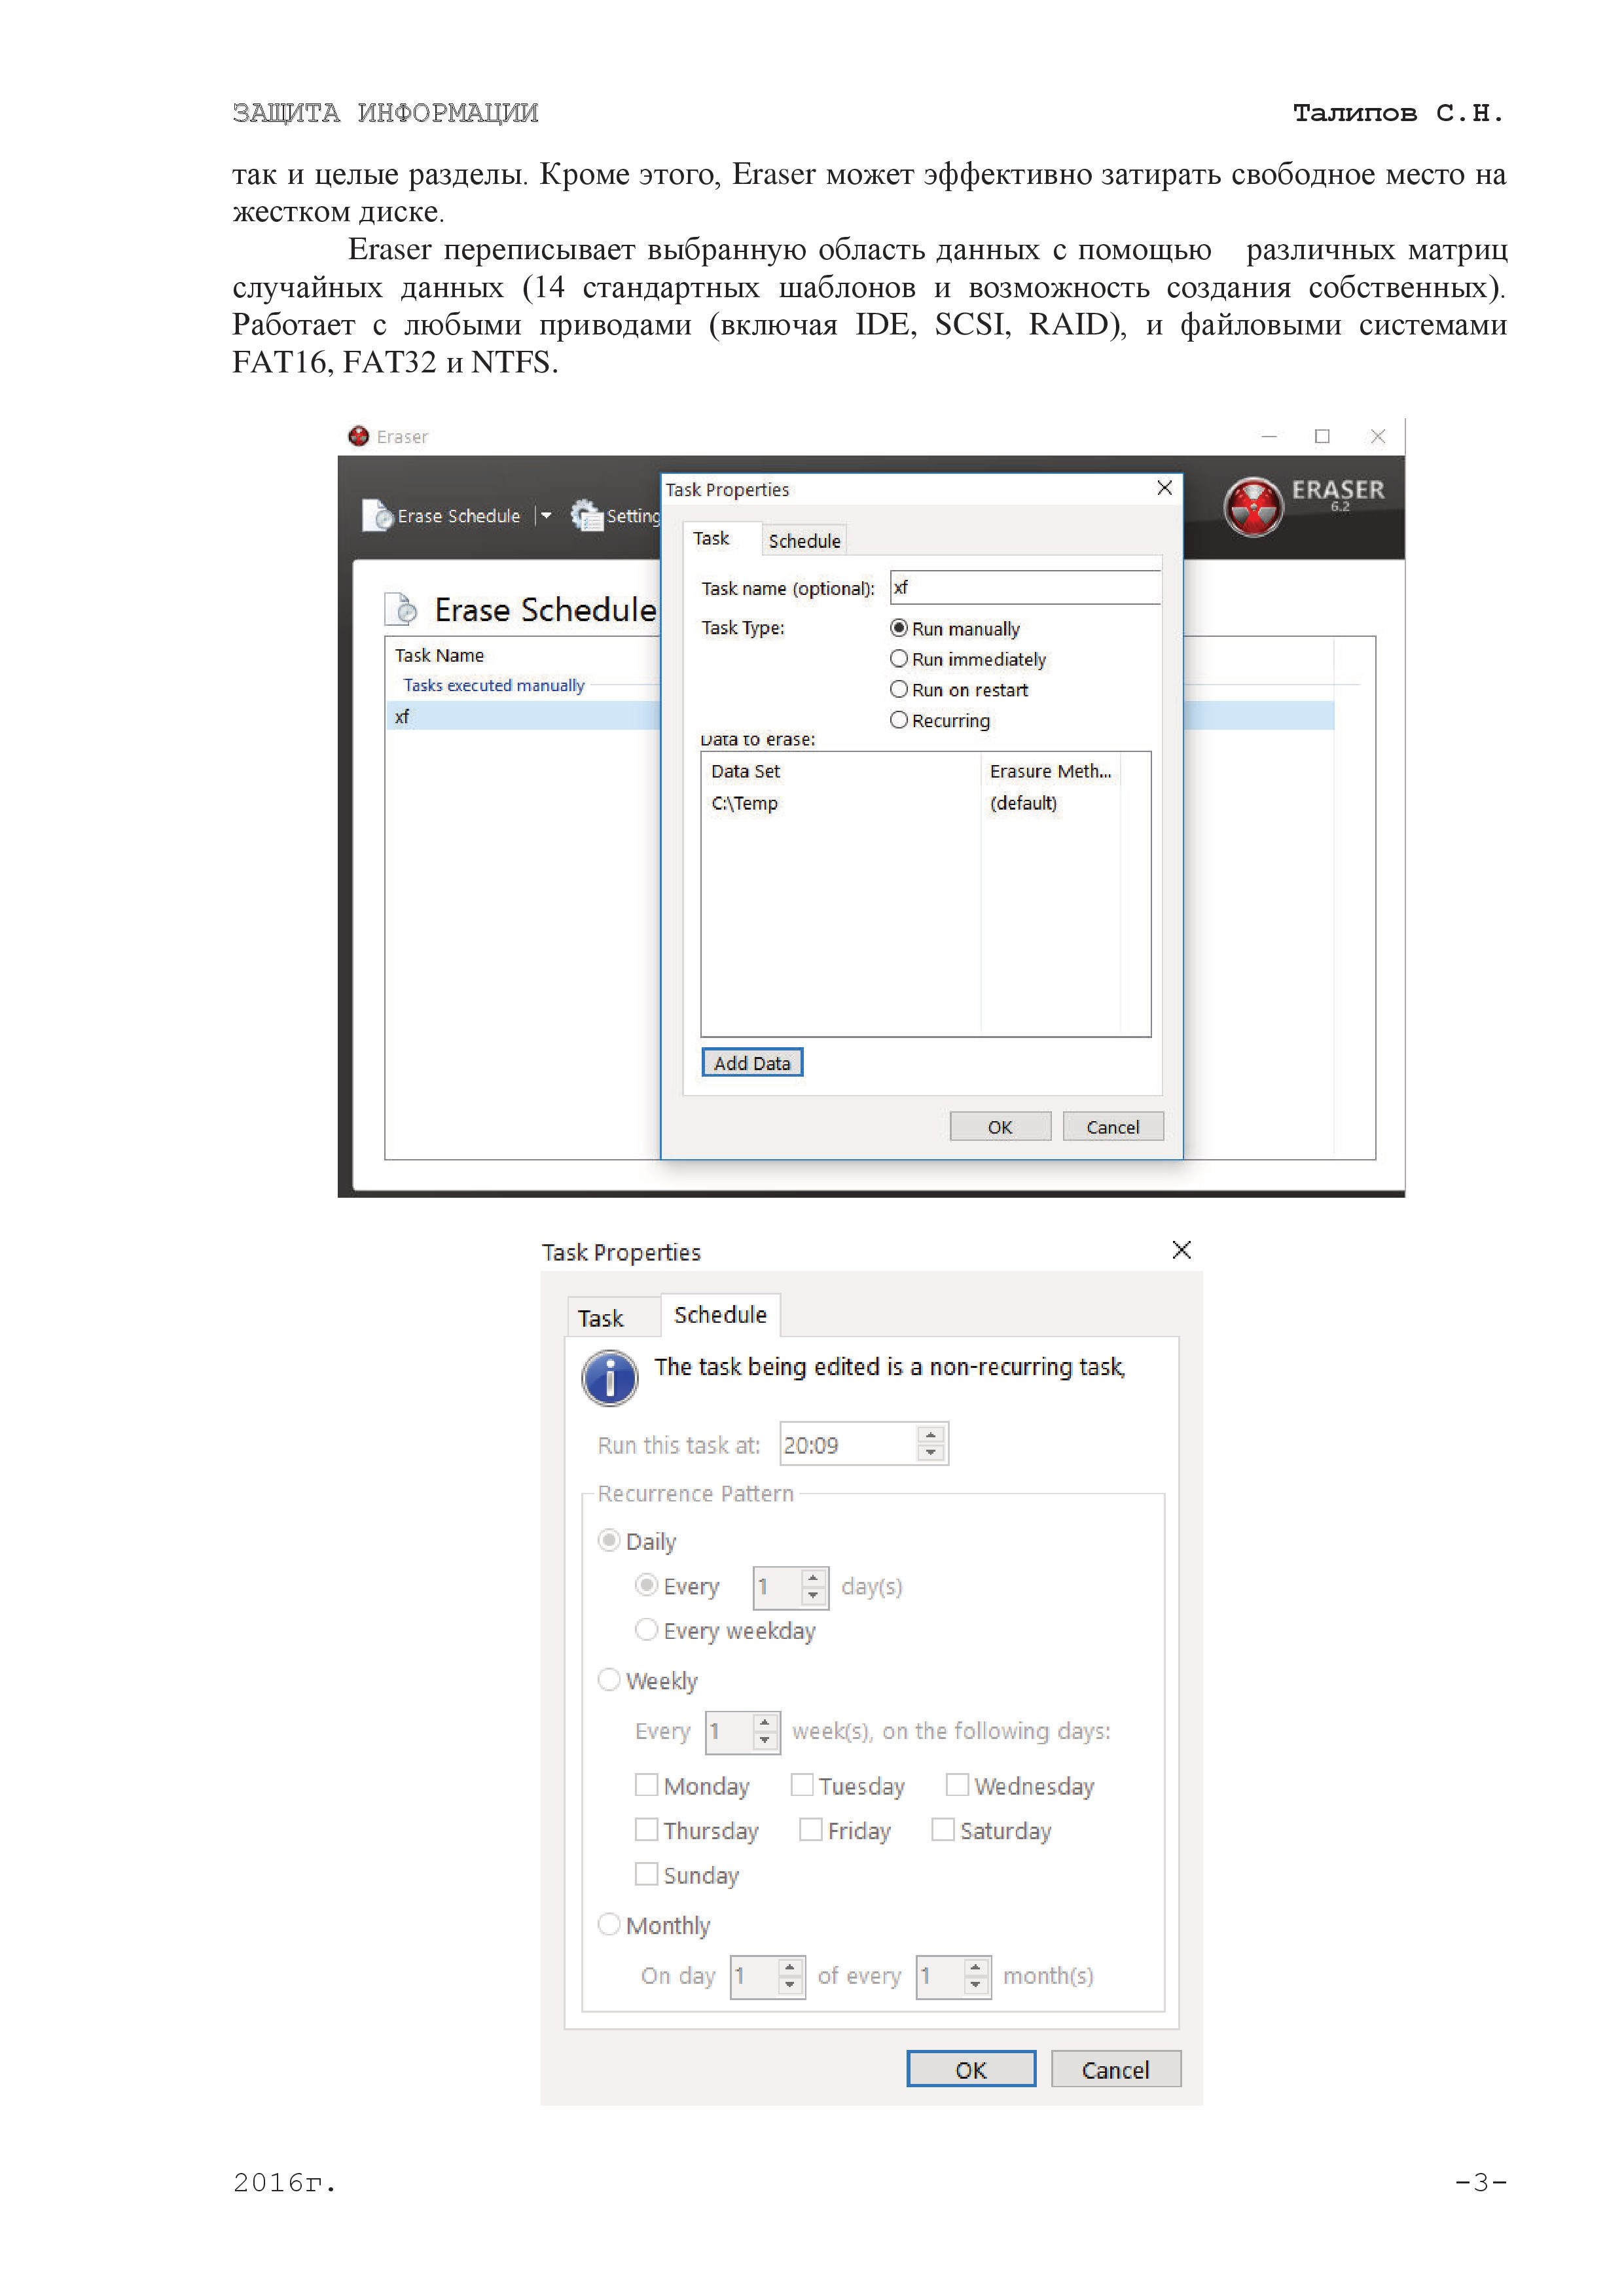 ЗАЩИТА ИНФОРМАЦИИ Талипов С.Н.
так и целые разделы. Кроме этого, Eraser может эффективно затирать свободное место на
жестком диске.
Eraser переписывает выбранную область данных с помощью различных матриц
случайных данных (14 стандартных шаблонов и возможность создания собственных).
Работает с любыми приводами (включая IDE, SCSI, RAID), и файловыми системами
FAT16, FAT32 и NTFS.
Eraser
Erase Schedule
Setting
ERASER
6.2
Erase Schedule
Task Name
Tasks executed manually
xf
Task Properties
Task
Schedule
Task name (optional): xf
Task Type:
Run manually
Run immediately
Run on restart
Recurring
Data to erase:
Data Set Erasure Meth...
C:\Temp (default)
Add Data
OK Cancel
Task Properties
Task Schedule
The task being edited is a non-recurring task,
Run this task at: 20:09
Recurrence Pattern
Daily
Every 1 day(s)
Every weekday
Weekly
Every 1 week(s), on the following days:
Monday Tuesday Wednesday
Thursday Friday Saturday
Sunday
Monthly
On day 1 of every 1 month(s)
OK Cancel
2016г. -3-